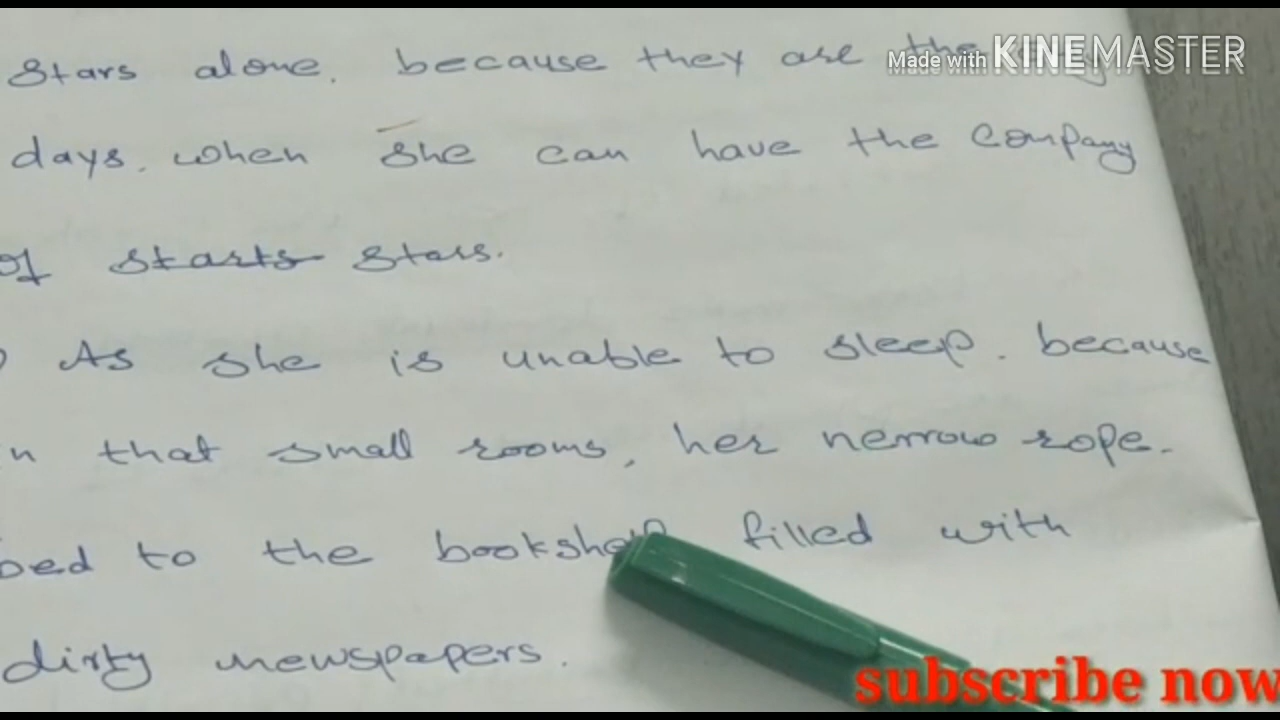 Stars alone. because they are the
Made with KINEMASTER
days. when she can have the company
of starts stars.
As she is unable to sleep. because
that small rooms, her nerrow rope-
to the filled with
dirty newspapers.
subscribe now